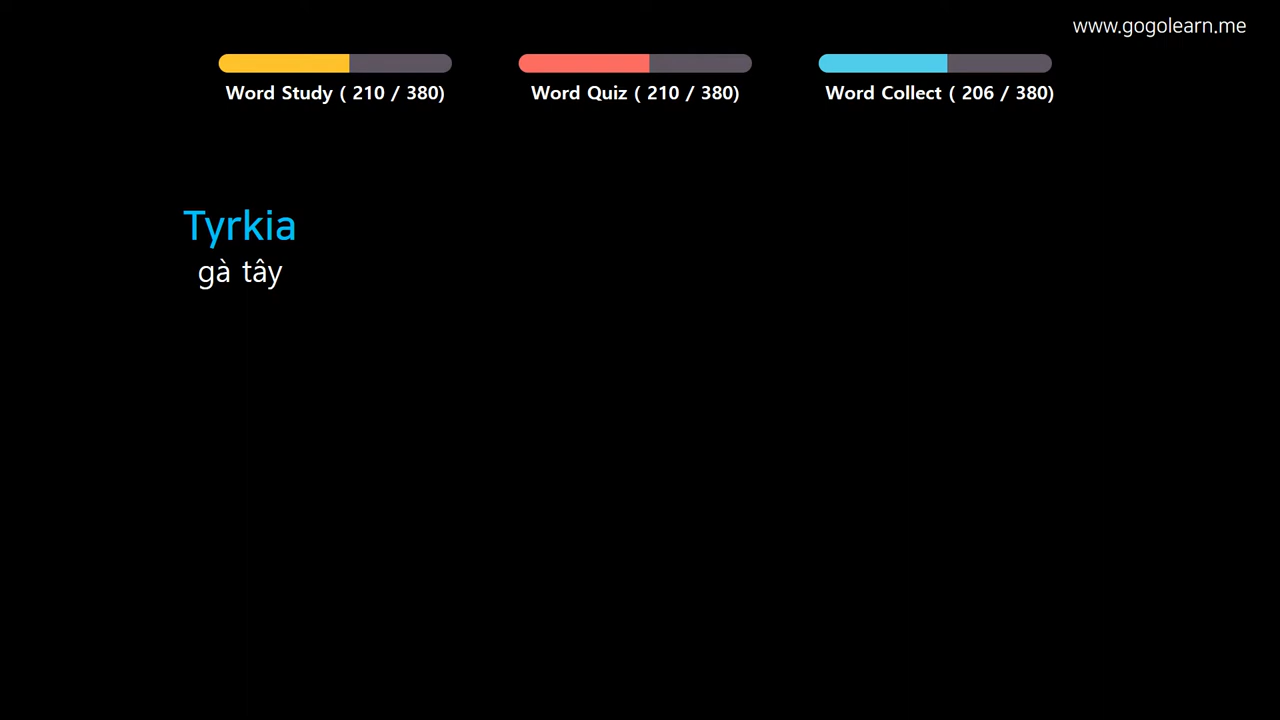 www.gogolearn.me
Word Study ( 210 / 380)
Word Quiz ( 210 / 380)
Word Collect ( 206 / 380)
Tyrkia
gà tây